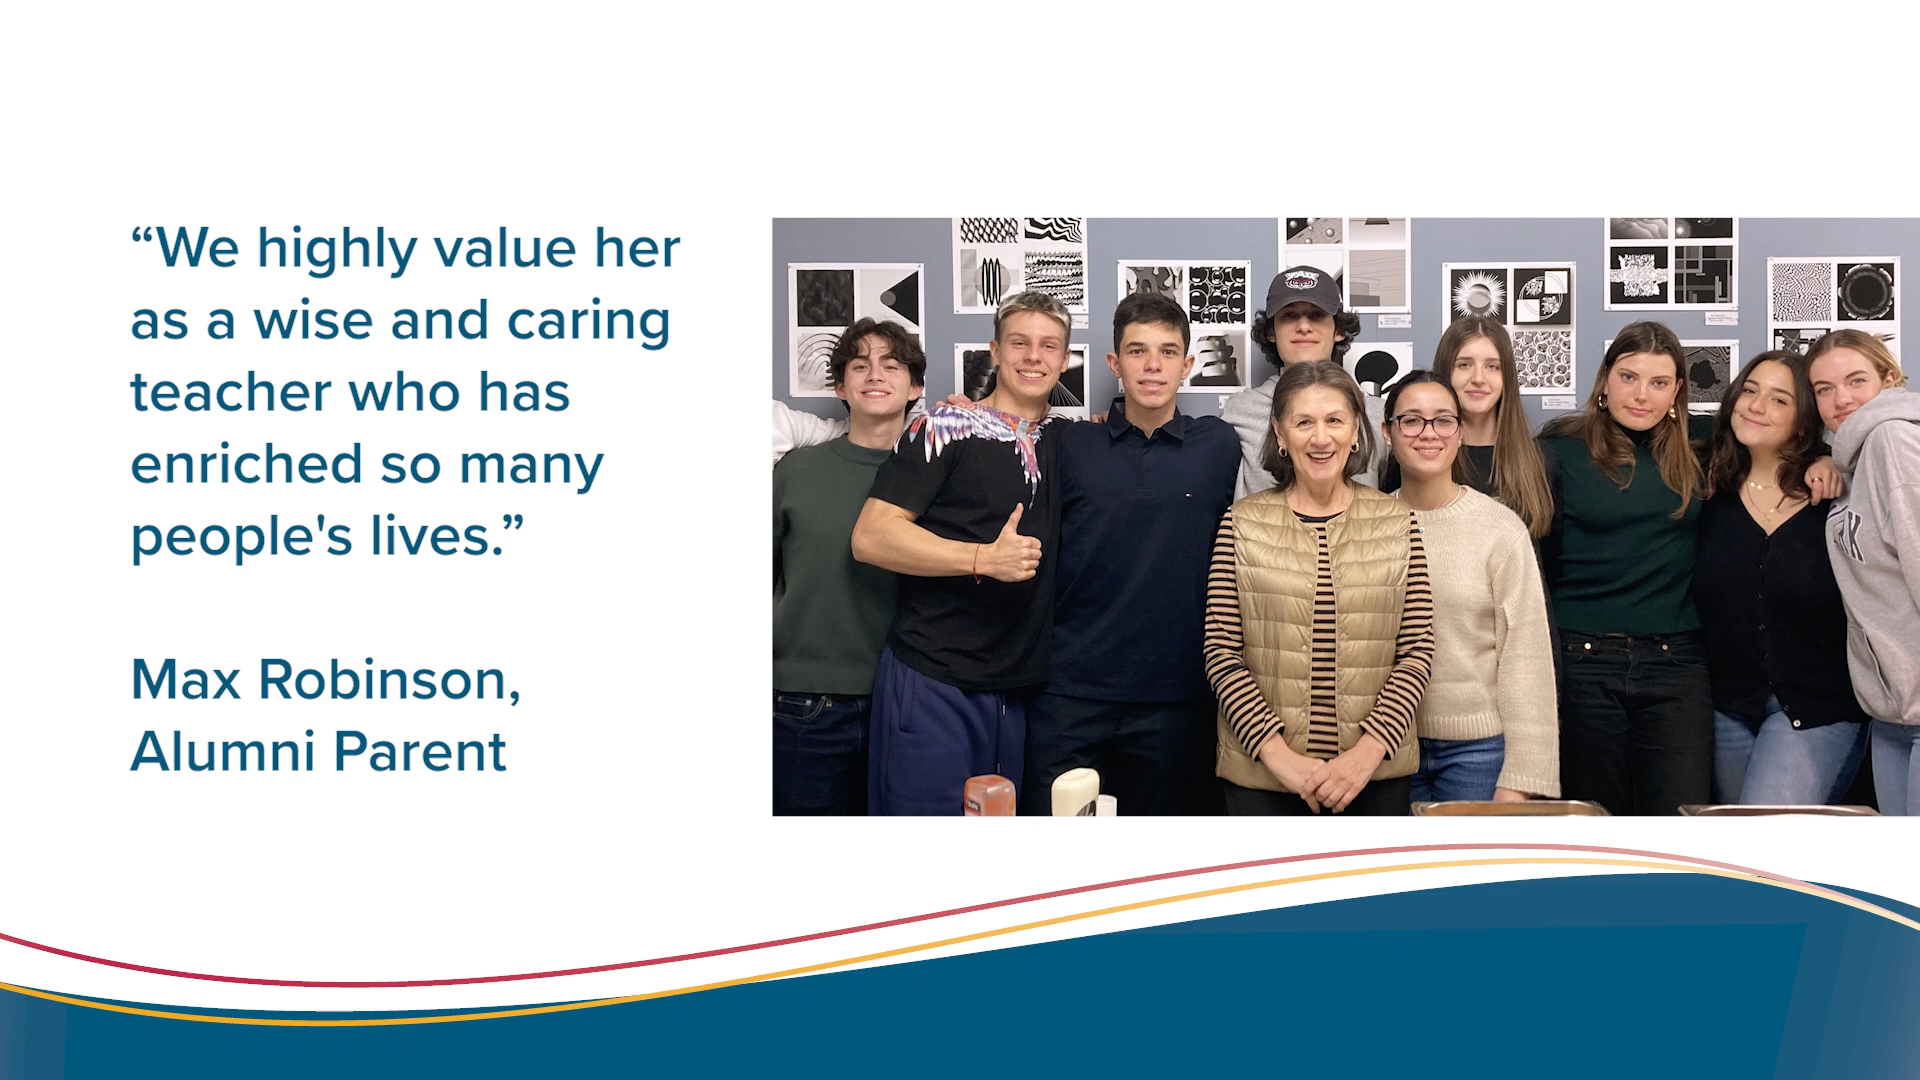 “We highly value her
as a wise and caring
teacher who has
enriched so many
people's lives.”
Max Robinson,
Alumni Parent